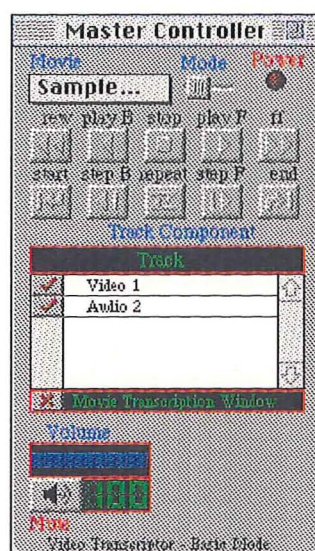 Master Controller
Movie Mode Power
Sample...
rew play B stop play F ff
start step B repeat step F end
Track Component
Track
Video 1
Audio 2
Movie Transcription Window
Volume
Mute
Video Transcriptor - Basic Mode